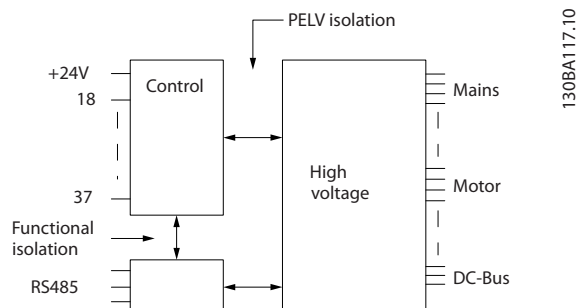 PELV isolation
130BA117.10
+24V
Control
18
Mains
High
voltage
37
Motor
Functional
isolation
RS485
DC-Bus